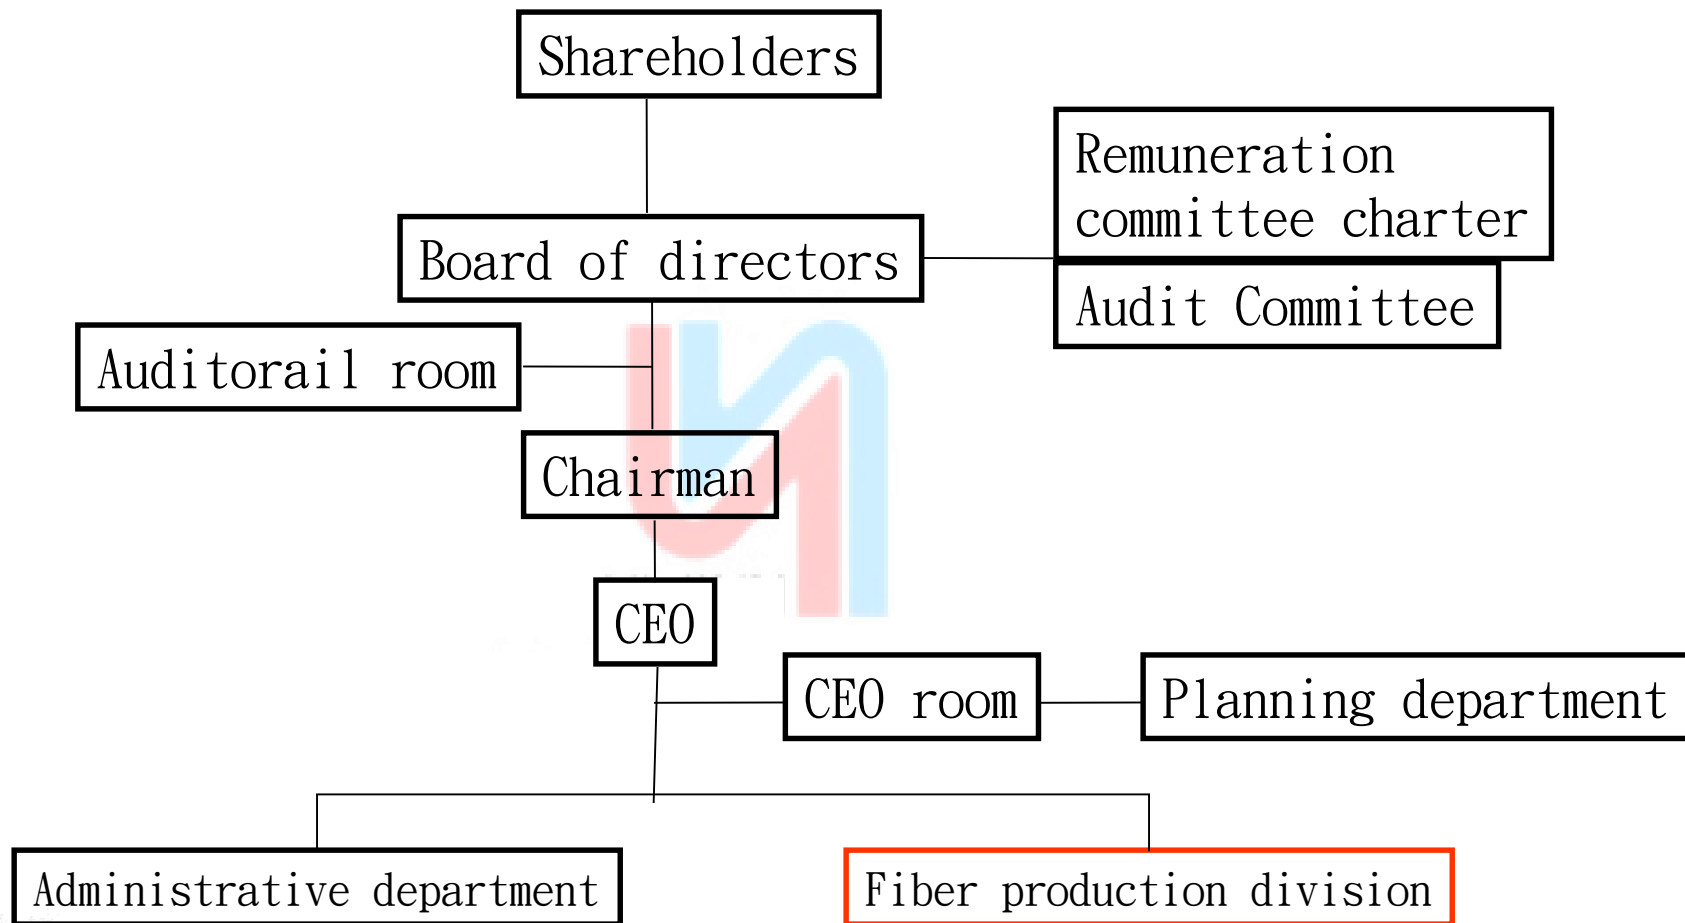 Shareholders
Remuneration
committee charter
Board of directors
Audit Committee
Auditorail room
Chairman
CEO
CEO room
Planning department
Administrative department
Fiber production division